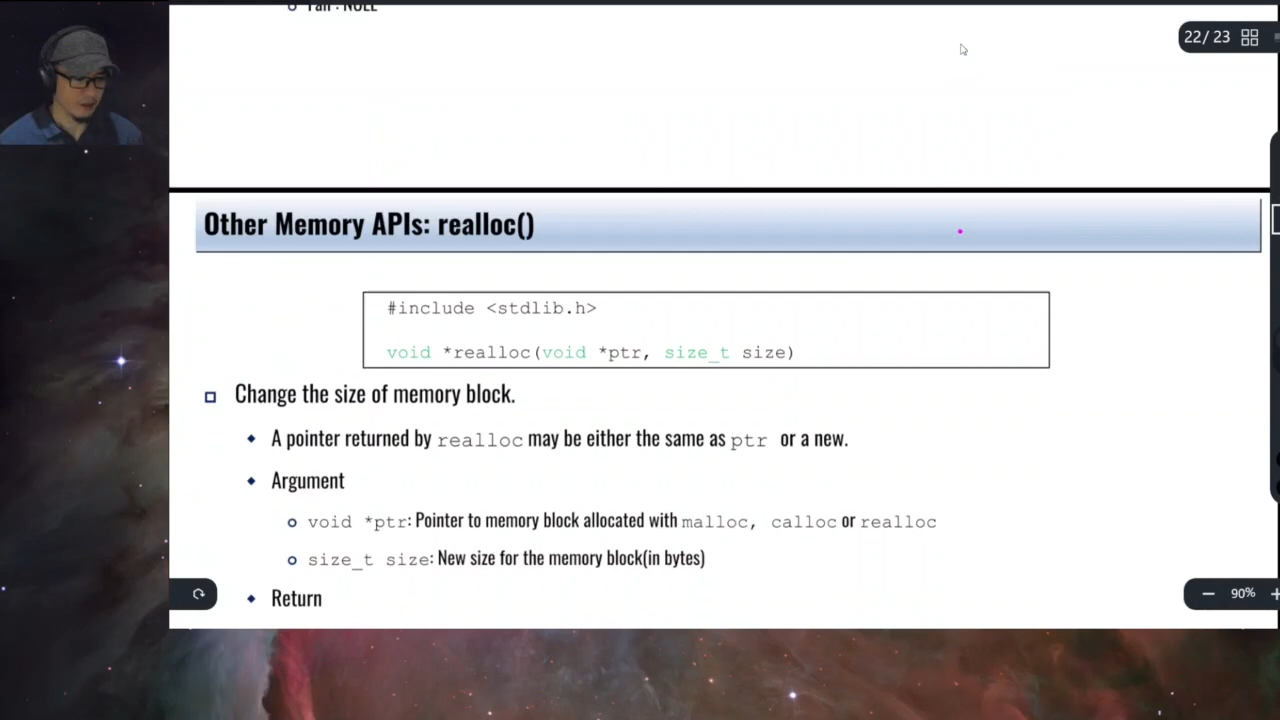 22/ 23
Other Memory APIs: realloc()
#include <stdlib.h>
void *realloc(void *ptr, size_t size)
Change the size of memory block.
A pointer returned by realloc may be either the same as ptr or a new.
Argument
void *ptr: Pointer to memory block allocated with malloc, calloc or realloc
size_t size: New size for the memory block(in bytes)
Return
90%